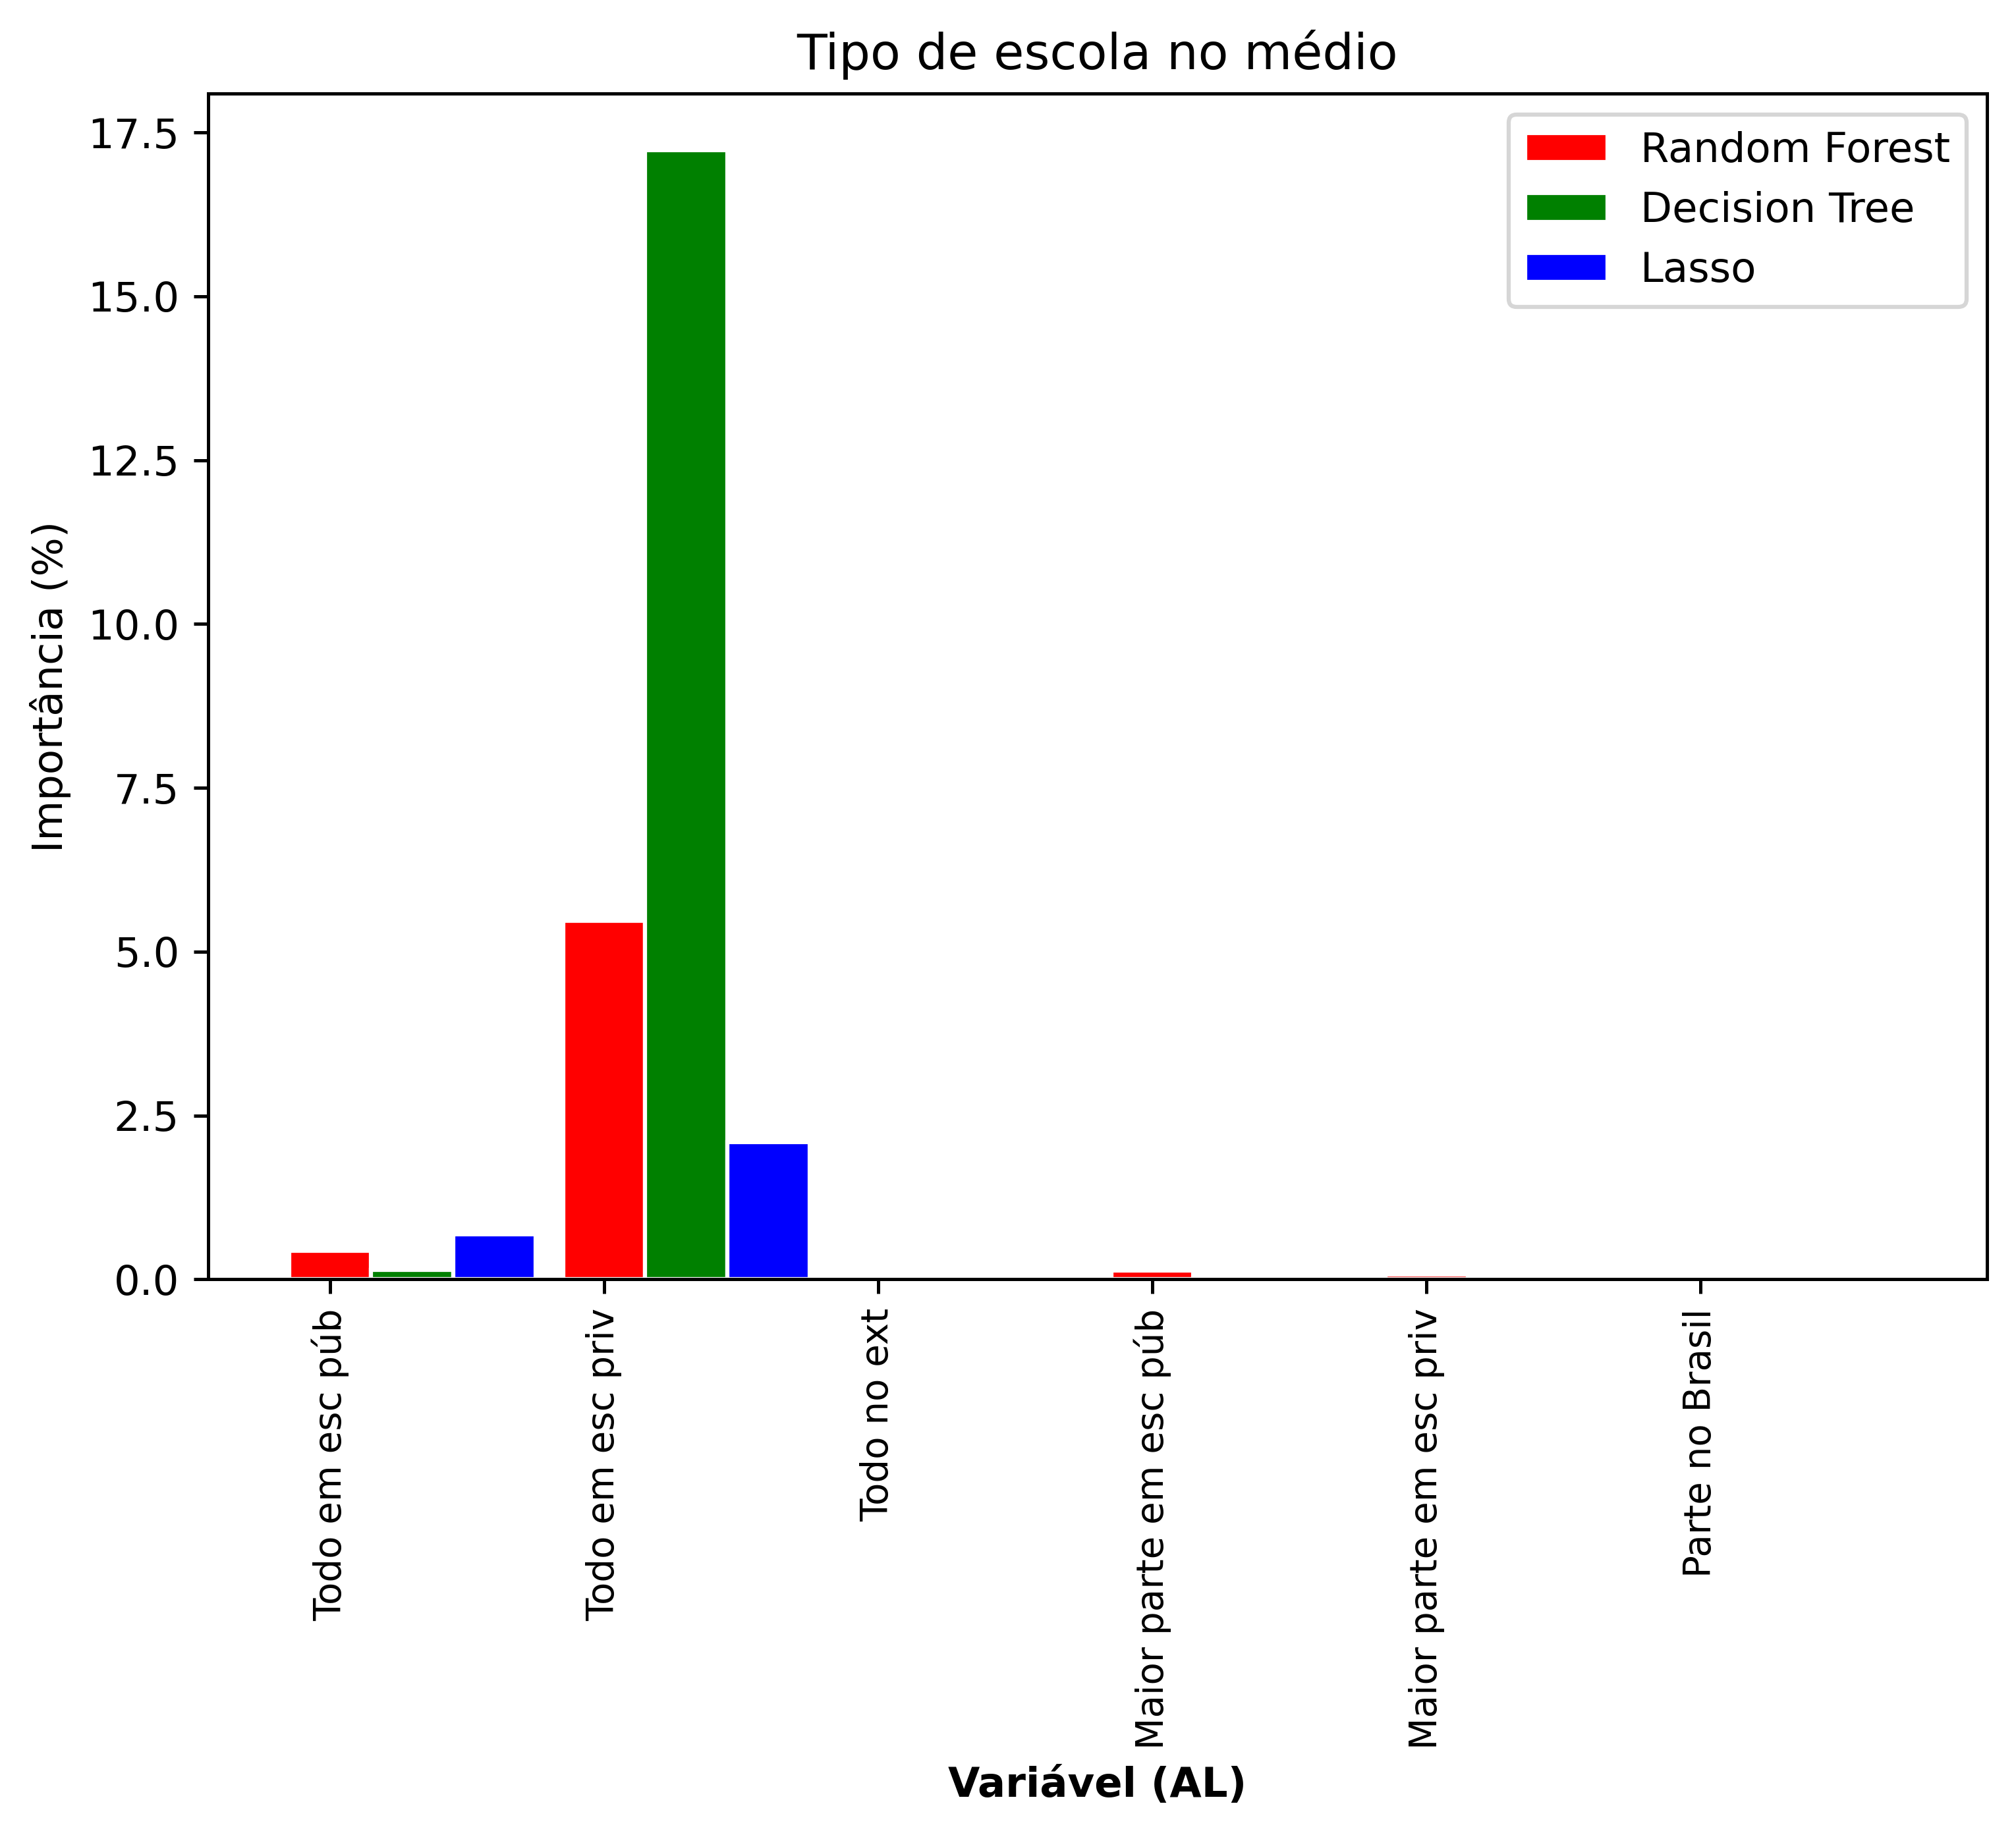 Tipo de escola no médio
Random Forest
Decision Tree
Lasso
Importância (%)
17.5
15.0
12.5
10.0
7.5
5.0
2.5
0.0
Todo em esc púb
Todo em esc priv
Todo no ext
Maior parte em esc púb
Maior parte em esc priv
Parte no Brasil
Variável (AL)